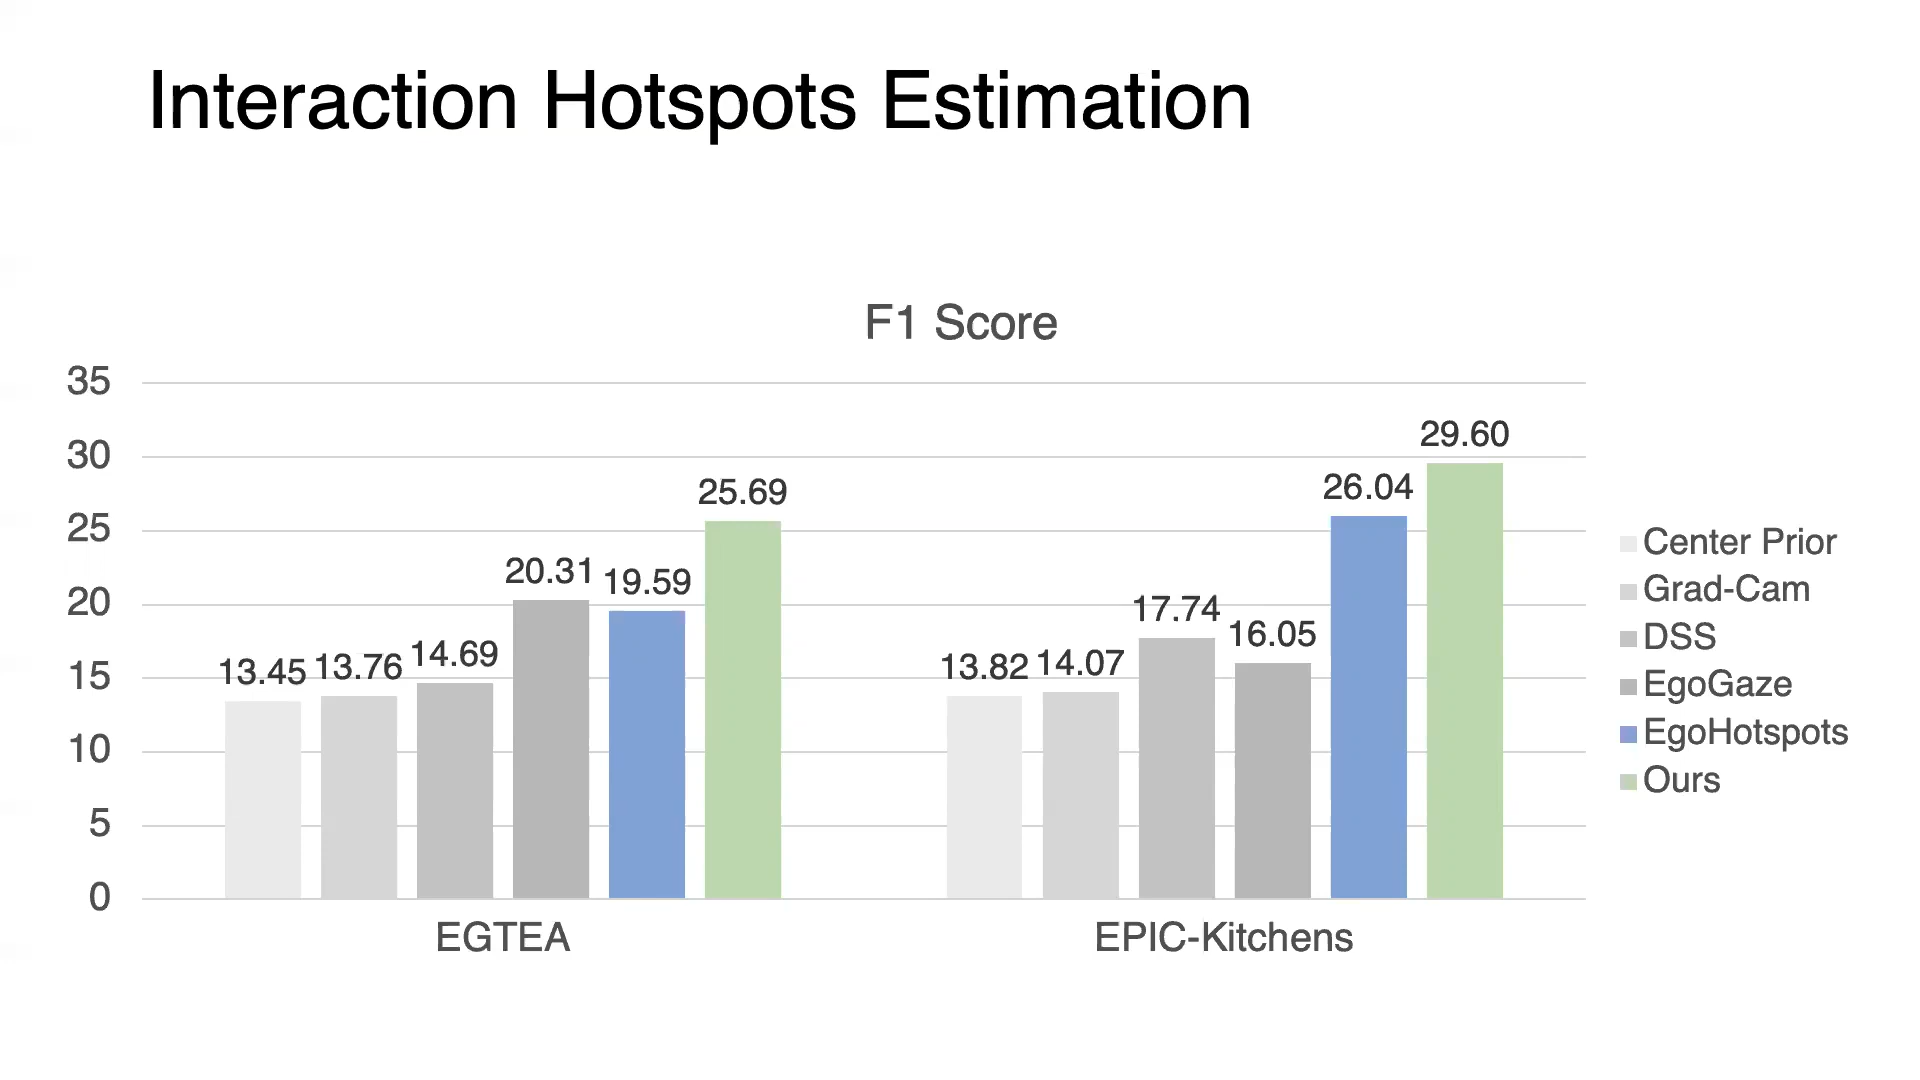 Interaction Hotspots Estimation
F1 Score
35
30
25
20
15
10
5
0
13.45
13.76
14.69
20.31
19.59
25.69
13.82
14.07
17.74
16.05
26.04
29.60
EGTEA
EPIC-Kitchens
Center Prior
Grad-Cam
DSS
EgoGaze
EgoHotspots
Ours